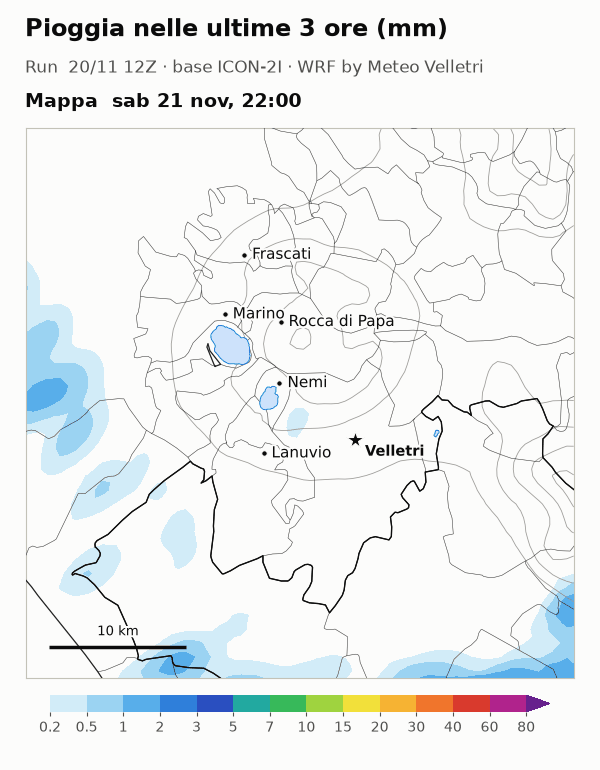 Pioggia nelle ultime 3 ore (mm)
Run  20/11 12Z · base ICON-2I · WRF by Meteo Velletri
Mappa  sab 21 nov, 22:00
Frascati
Marino
Rocca di Papa
Nemi
Velletri
Lanuvio
10 km
0.2 0.5 1 2 3 5 7 10 15 20 30 40 60 80